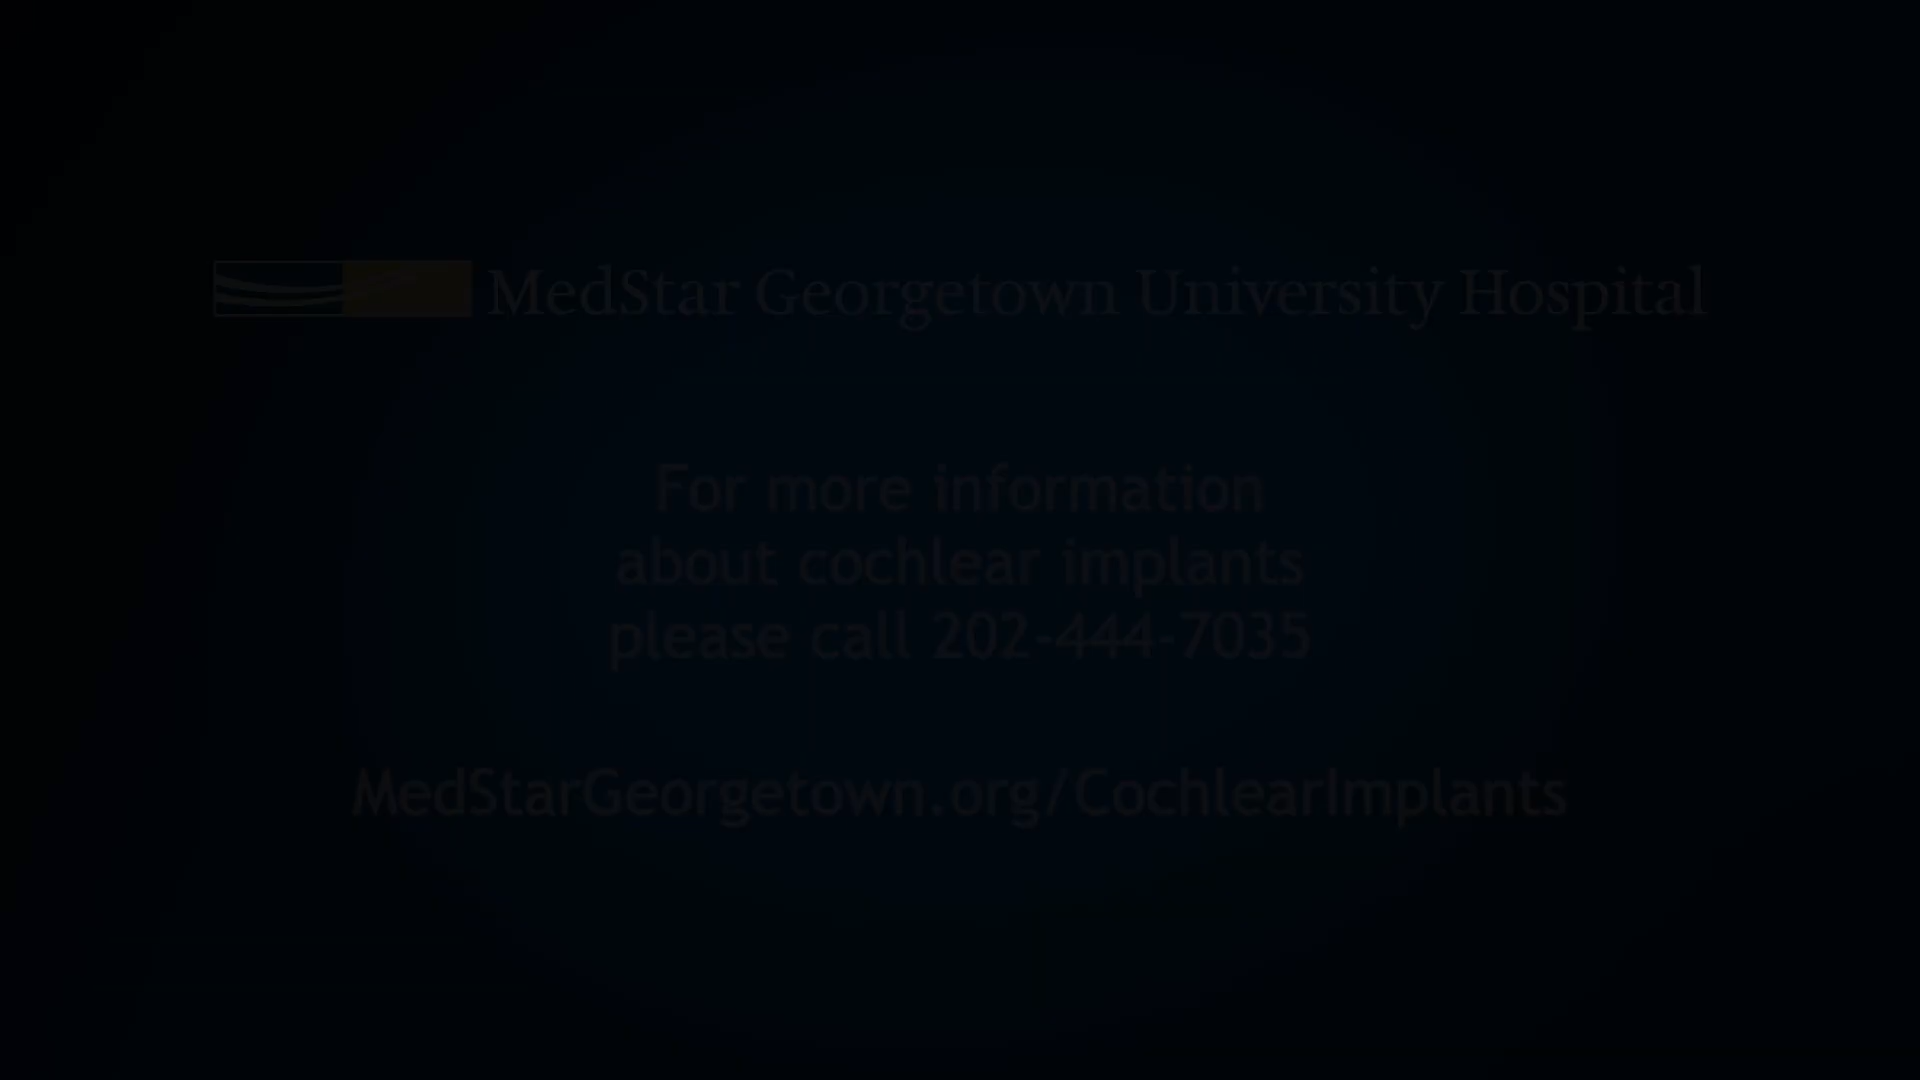 MedStar Georgetown University Hospital
For more information
about cochlear implants
please call 202-444-7035
MedStarGeorgetown.org/CochlearImplants